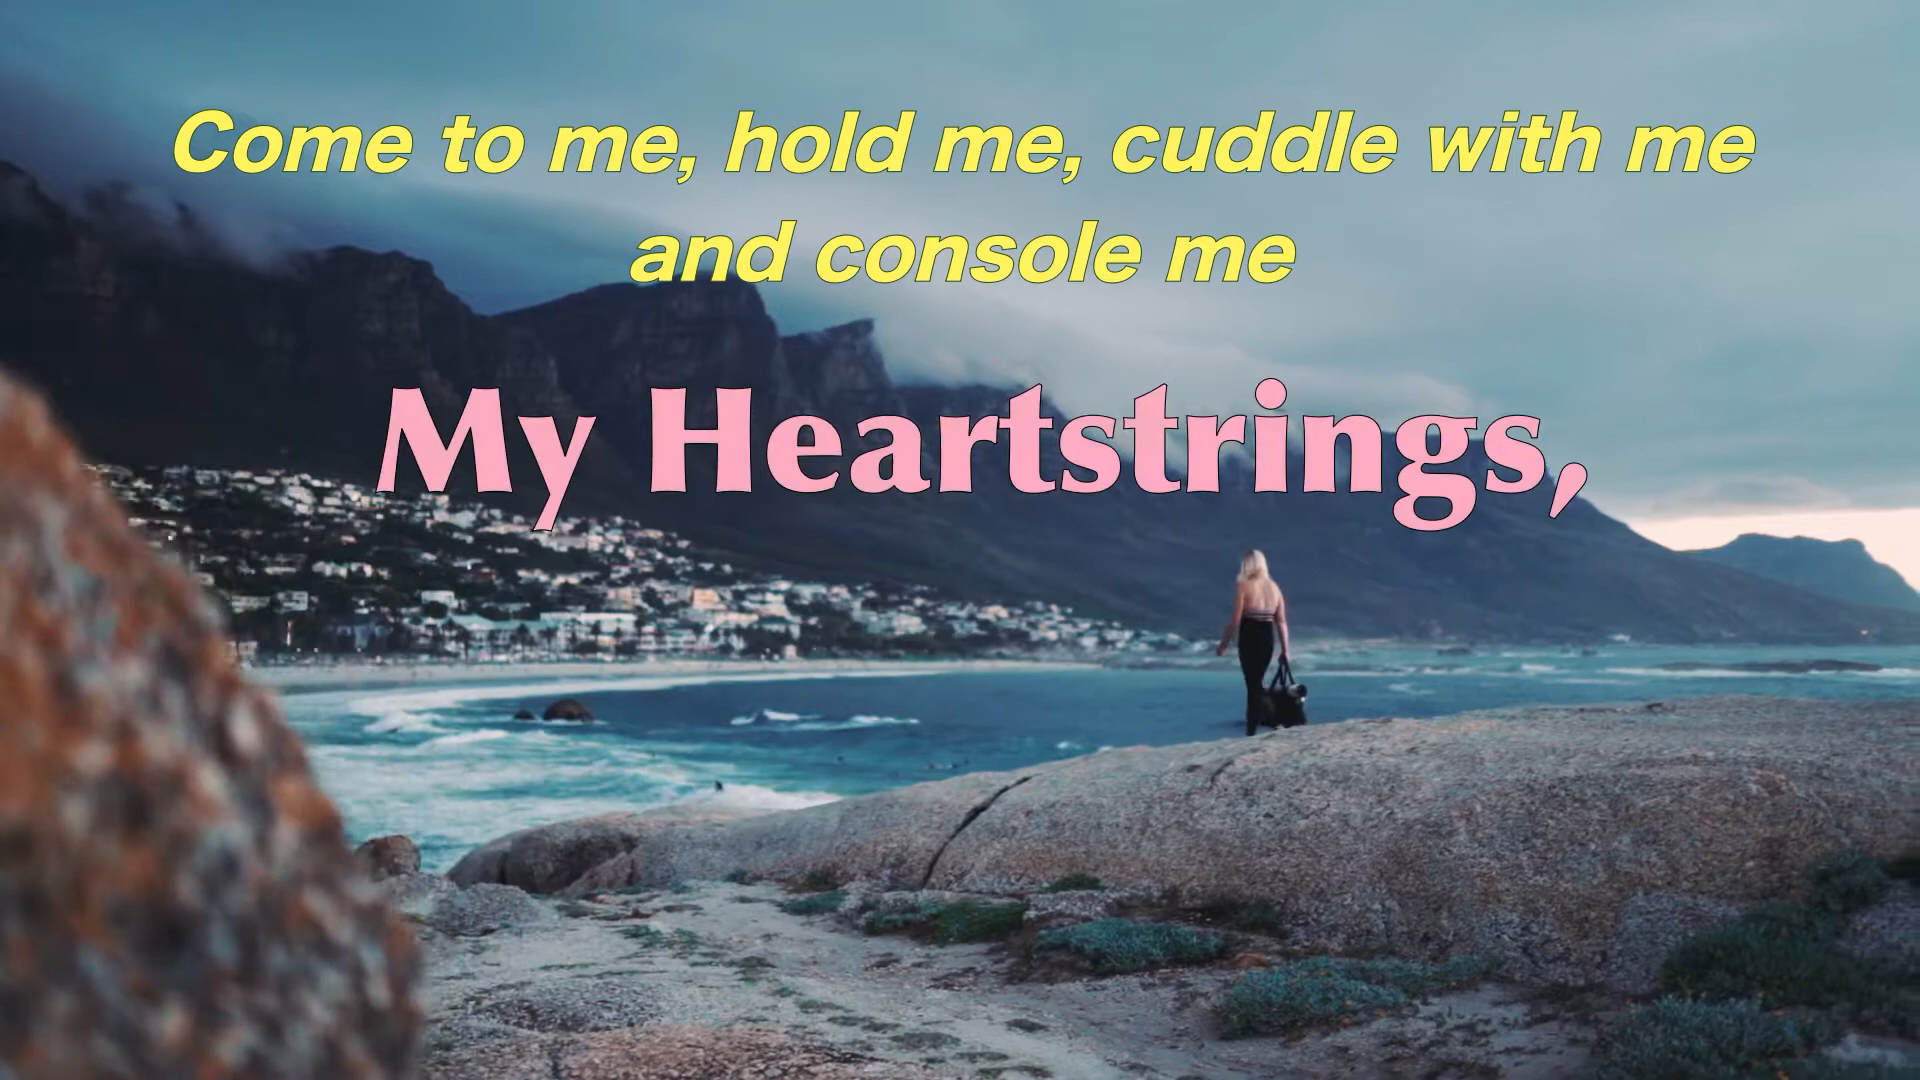 Come to me, hold me, cuddle with me
and console me
My Heartstrings,